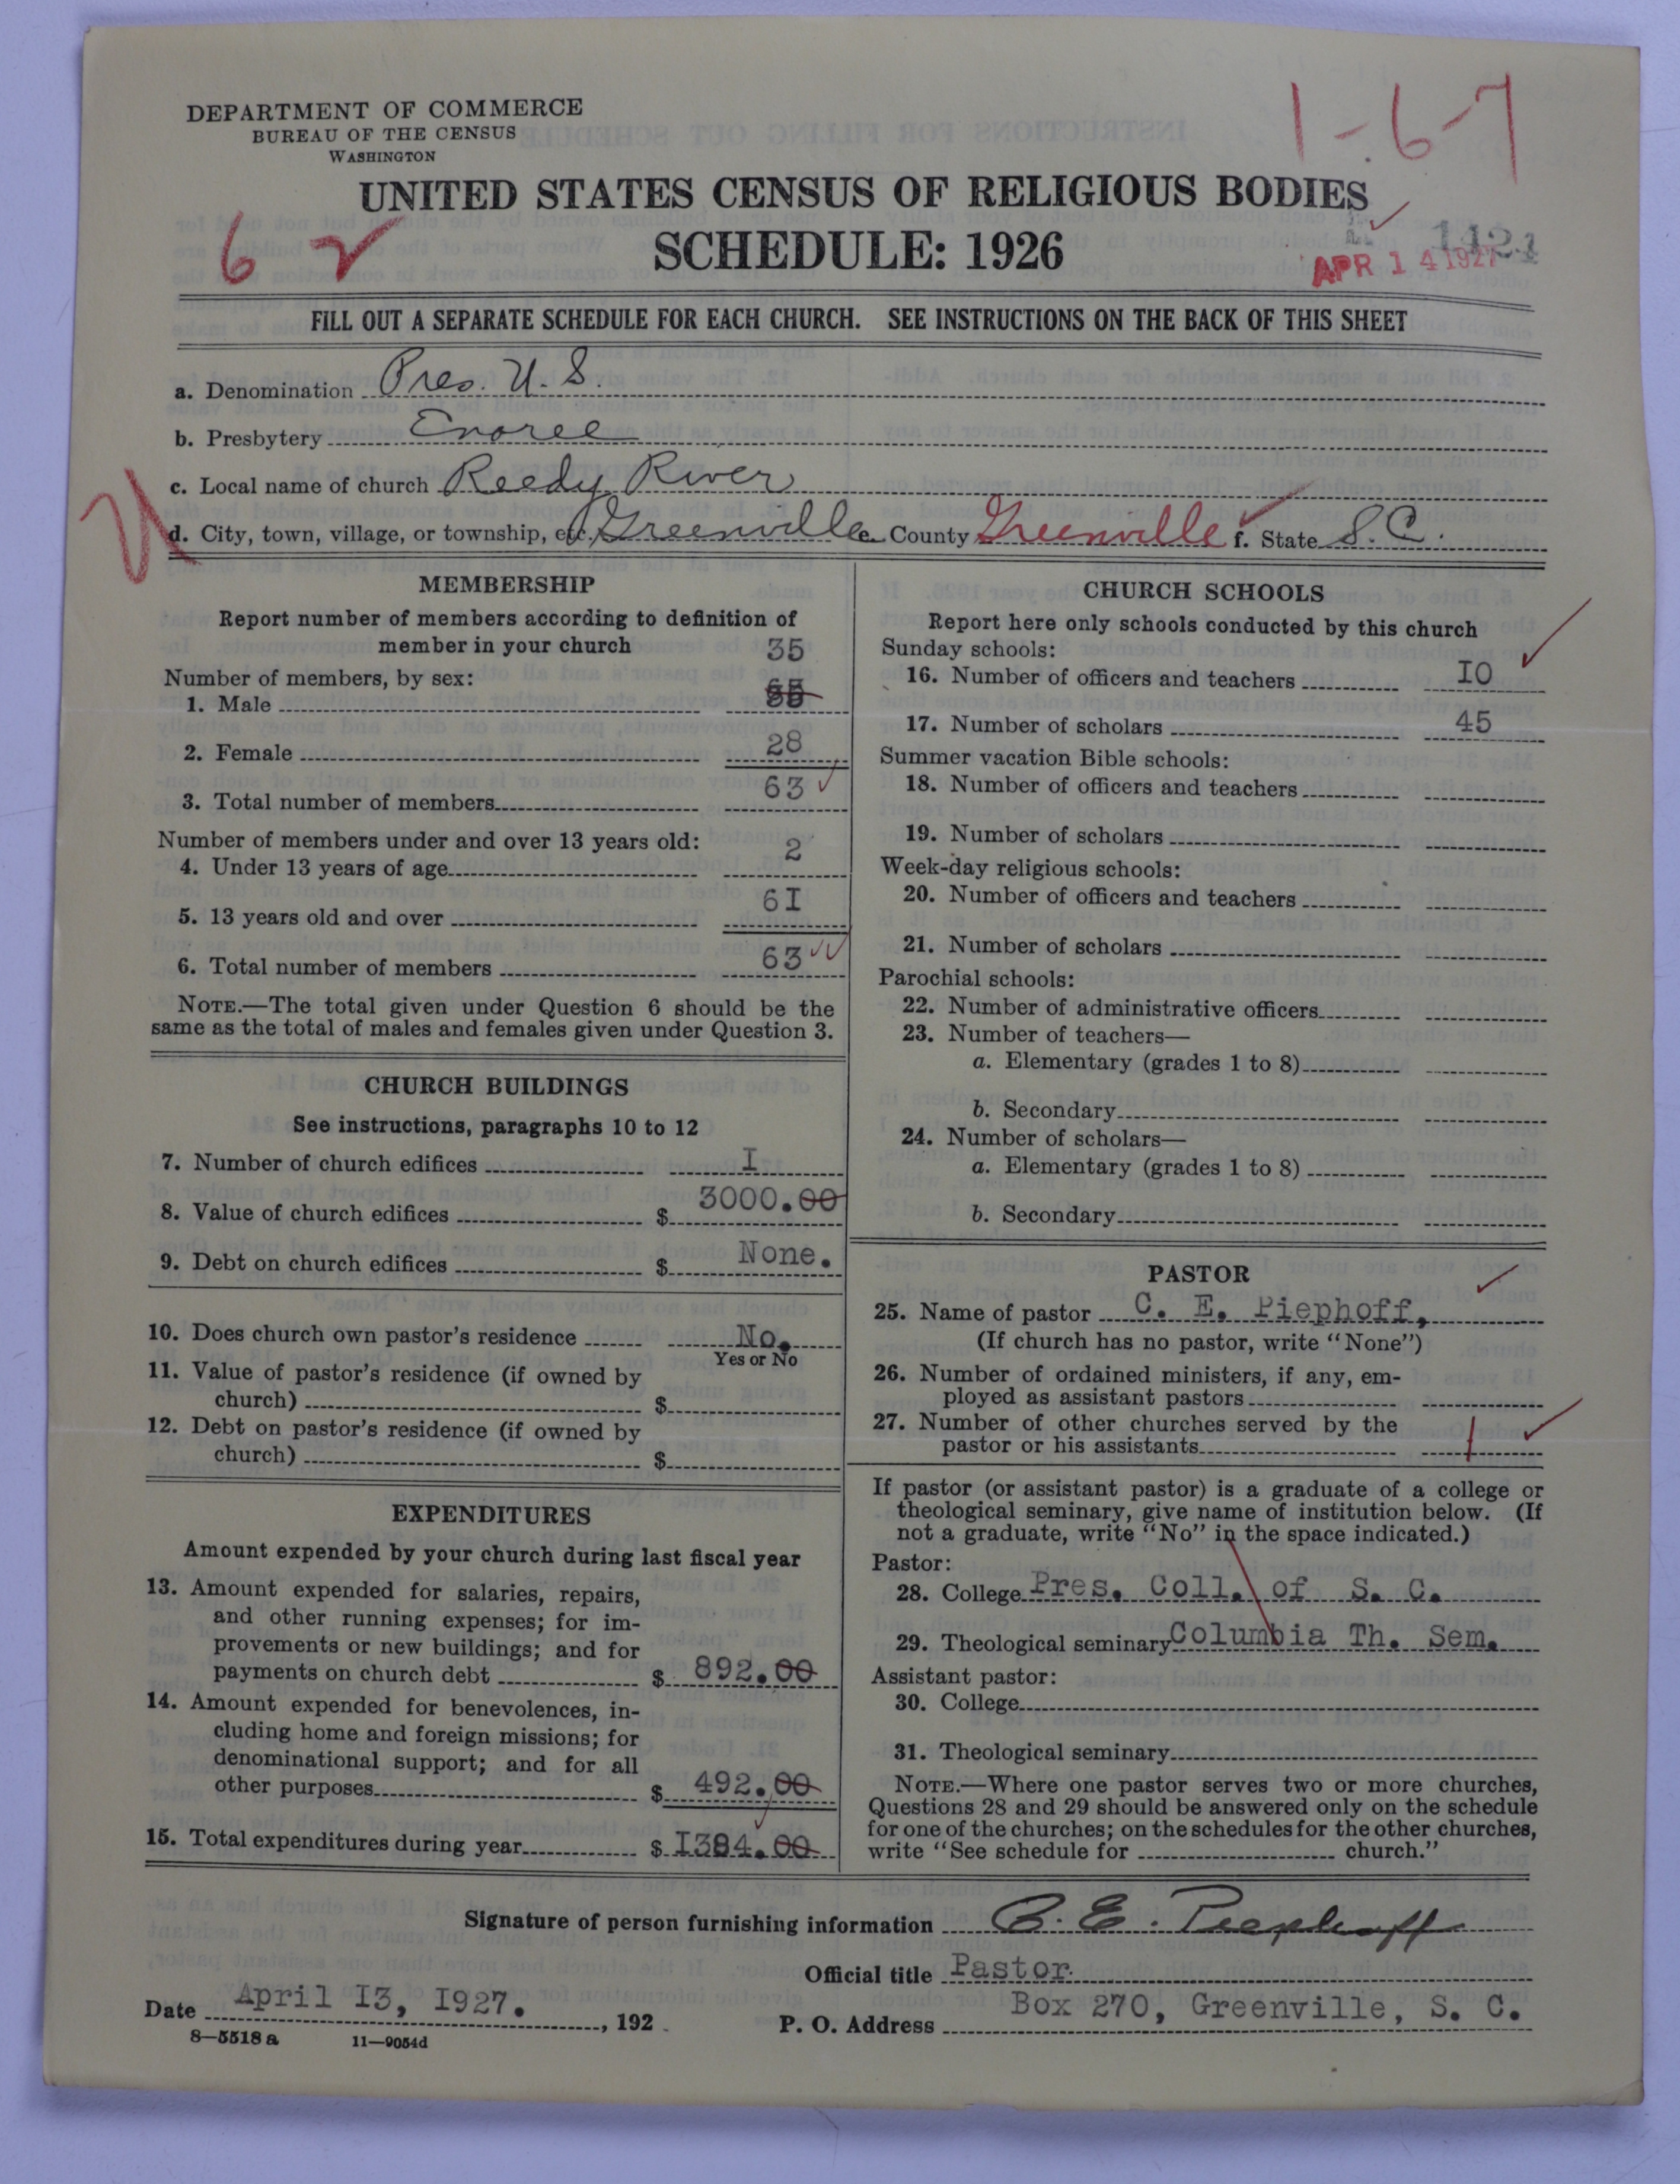 DEPARTMENT OF COMMERCE
BUREAU OF THE CENSUS
WASHINGTON
1-6-7
UNITED STATES CENSUS OF RELIGIOUS BODIES
SCHEDULE: 1926
6
APR 14 1927
FILL OUT A SEPARATE SCHEDULE FOR EACH CHURCH. SEE INSTRUCTIONS ON THE BACK OF THIS SHEET
a. Denomination Pres. U. S.
b. Presbytery Enoree
c. Local name of church Reedy River
d. City, town, village, or township, etc. Greenville e. County Greenville f. State S. C.
MEMBERSHIP
Report number of members according to definition of
member in your church
35
Number of members, by sex:
1. Male
2. Female 28
3. Total number of members 63
Number of members under and over 13 years old:
4. Under 13 years of age 2
5. 13 years old and over 6I
6. Total number of members 63
NOTE.—The total given under Question 6 should be the
same as the total of males and females given under Question 3.
CHURCH BUILDINGS
See instructions, paragraphs 10 to 12
7. Number of church edifices I
8. Value of church edifices $ 3000.00
9. Debt on church edifices $ None.
10. Does church own pastor's residence No.
Yes or No
11. Value of pastor's residence (if owned by
church) $
12. Debt on pastor's residence (if owned by
church) $
EXPENDITURES
Amount expended by your church during last fiscal year
13. Amount expended for salaries, repairs,
and other running expenses; for im-
provements or new buildings; and for
payments on church debt $ 892.00
14. Amount expended for benevolences, in-
cluding home and foreign missions; for
denominational support; and for all
other purposes $ 492.00
15. Total expenditures during year $ I384.00
CHURCH SCHOOLS
Report here only schools conducted by this church
Sunday schools:
16. Number of officers and teachers IO
17. Number of scholars 45
Summer vacation Bible schools:
18. Number of officers and teachers
19. Number of scholars
Week-day religious schools:
20. Number of officers and teachers
21. Number of scholars
Parochial schools:
22. Number of administrative officers
23. Number of teachers—
a. Elementary (grades 1 to 8)
b. Secondary
24. Number of scholars—
a. Elementary (grades 1 to 8)
b. Secondary
PASTOR
25. Name of pastor C. E. Piephoff,
(If church has no pastor, write "None")
26. Number of ordained ministers, if any, em-
ployed as assistant pastors
27. Number of other churches served by the
pastor or his assistants 1
If pastor (or assistant pastor) is a graduate of a college or
theological seminary, give name of institution below. (If
not a graduate, write "No" in the space indicated.)
Pastor:
28. College Pres. Coll. of S. C.
29. Theological seminary Columbia Th. Sem.
Assistant pastor:
30. College
31. Theological seminary
NOTE.—Where one pastor serves two or more churches,
Questions 28 and 29 should be answered only on the schedule
for one of the churches; on the schedules for the other churches,
write "See schedule for church."
Signature of person furnishing information C. E. Piephoff
Official title Pastor
Date April I3, I927. , 192
P. O. Address Box 270, Greenville, S. C.
8—5518 a 11—9054d